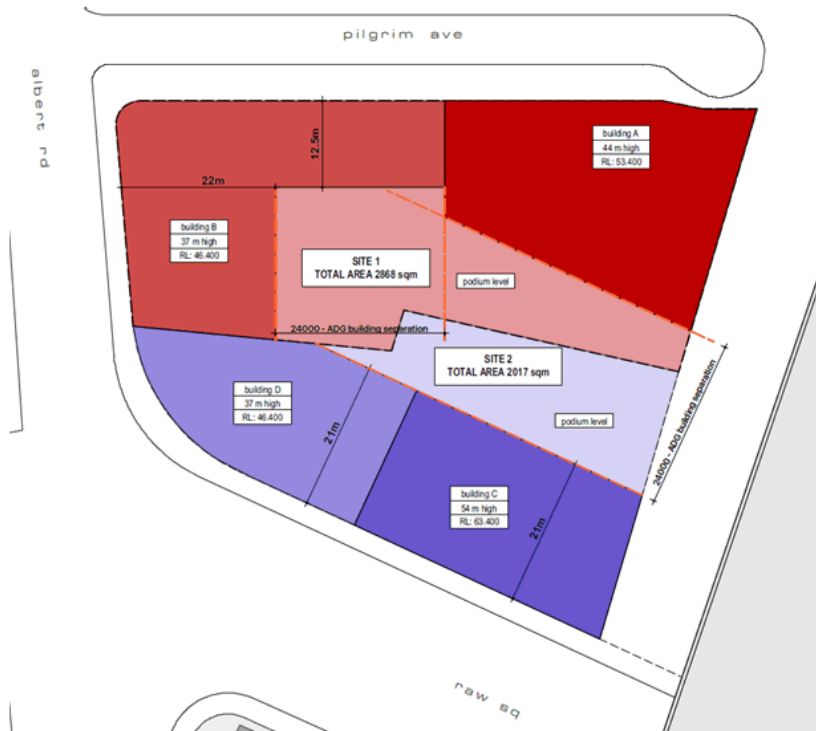 pilgrim ave
albert rd
building A
44 m high
RL: 53.400
12.5m
22m
building B
37 m high
RL: 46.400
SITE 1
TOTAL AREA 2868 sqm
podium level
24000 - ADG building separation
SITE 2
TOTAL AREA 2017 sqm
24000 - ADG building separation
building D
37 m high
RL: 46.400
podium level
21m
building C
54 m high
RL: 63.400
21m
raw sq